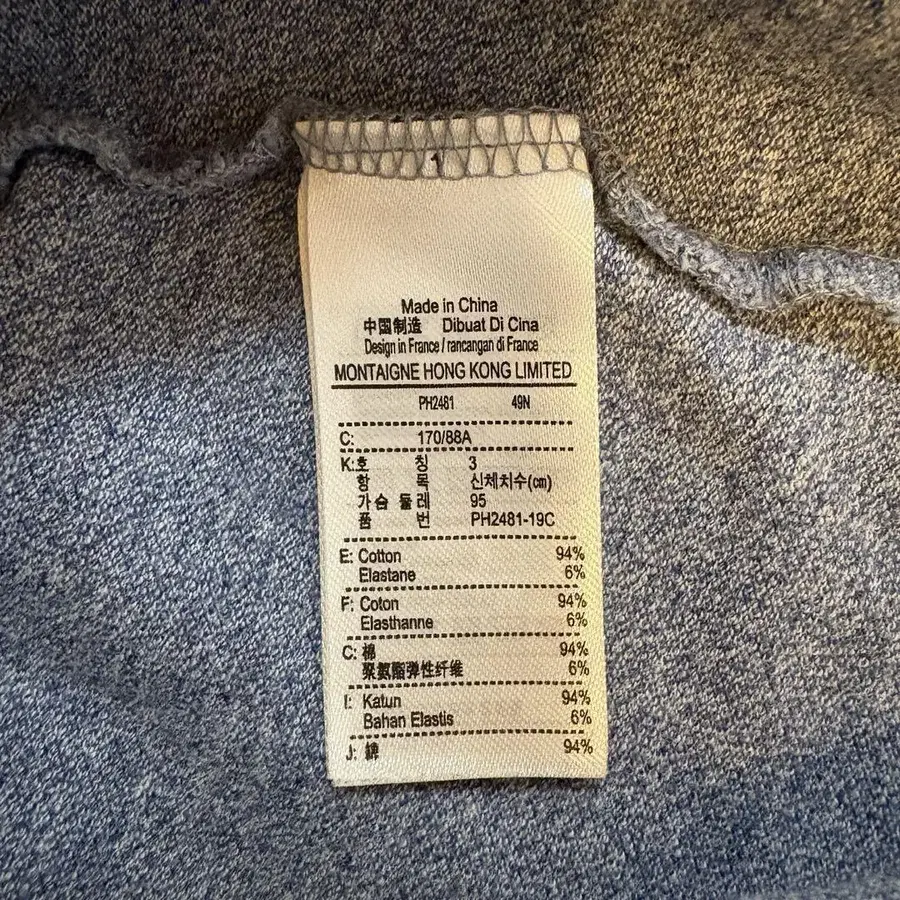 Made in China
中国制造 Dibuat Di Cina
Design in France / rancangan di France
MONTAIGNE HONG KONG LIMITED
PH2481 49N
C: 170/88A
K:호 칭 3
항 목 신체치수(cm)
가슴 둘레 95
품 번 PH2481-19C
E: Cotton 94%
Elastane 6%
F: Coton 94%
Elasthanne 6%
C: 棉 94%
聚氨酯弹性纤维 6%
I: Katun 94%
Bahan Elastis 6%
J: 94%